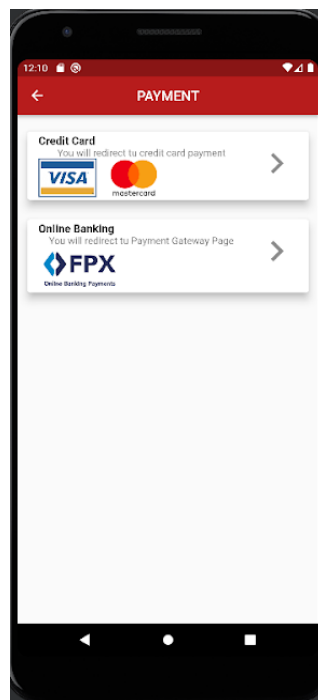 12:10
PAYMENT
Credit Card
You will redirect tu credit card payment
VISA
mastercard
Online Banking
You will redirect tu Payment Gateway Page
FPX
Online Banking Payments